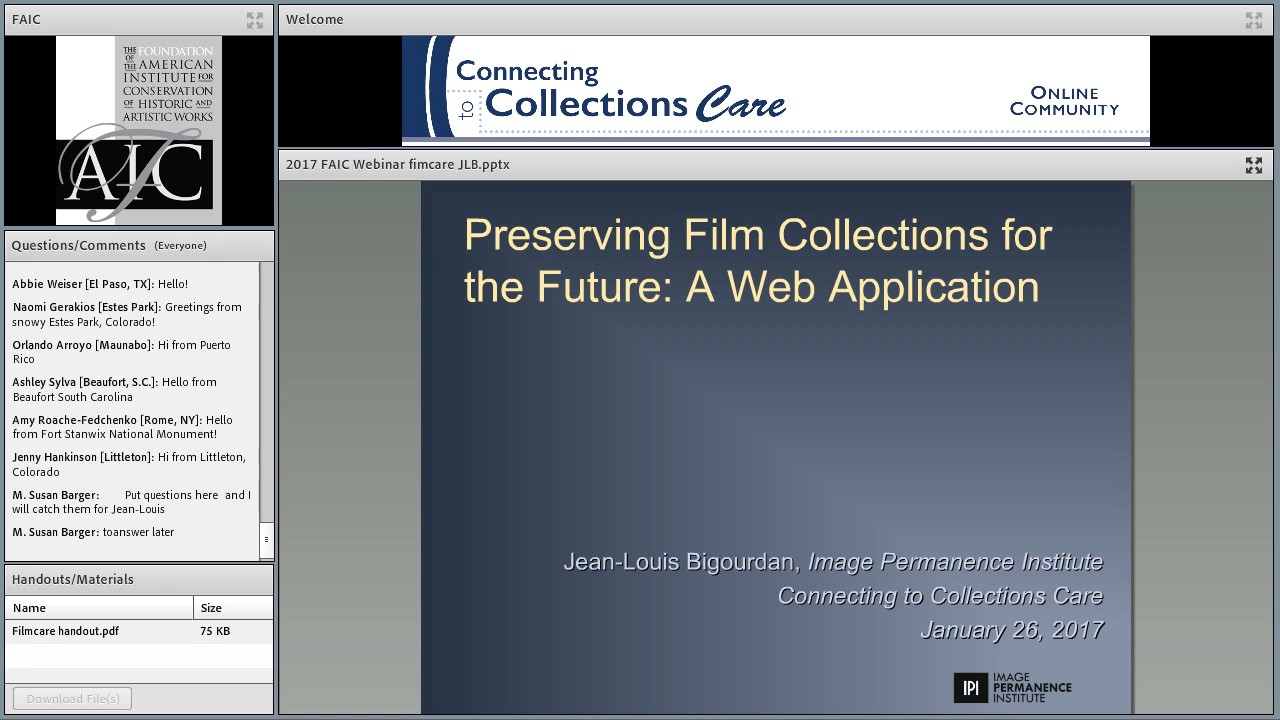 FAIC
THE FOUNDATION
OF THE AMERICAN
INSTITUTE FOR
CONSERVATION
OF HISTORIC AND
ARTISTIC WORKS
AIC
Questions/Comments (Everyone)
Abbie Weiser [El Paso, TX]: Hello!
Naomi Gerakios [Estes Park]: Greetings from
snowy Estes Park, Colorado!
Orlando Arroyo [Maunabo]: Hi from Puerto
Rico
Ashley Sylva [Beaufort, S.C.]: Hello from
Beaufort South Carolina
Amy Roache-Fedchenko [Rome, NY]: Hello
from Fort Stanwix National Monument!
Jenny Hankinson [Littleton]: Hi from Littleton,
Colorado
M. Susan Barger: Put questions here and I
will catch them for Jean-Louis
M. Susan Barger: toanswer later
Handouts/Materials
Name Size
Filmcare handout.pdf 75 KB
Download File(s)
Welcome
Connecting
to Collections Care
ONLINE
COMMUNITY
2017 FAIC Webinar fimcare JLB.pptx
Preserving Film Collections for
the Future: A Web Application
Jean-Louis Bigourdan, Image Permanence Institute
Connecting to Collections Care
January 26, 2017
IPI
IMAGE
PERMANENCE
INSTITUTE